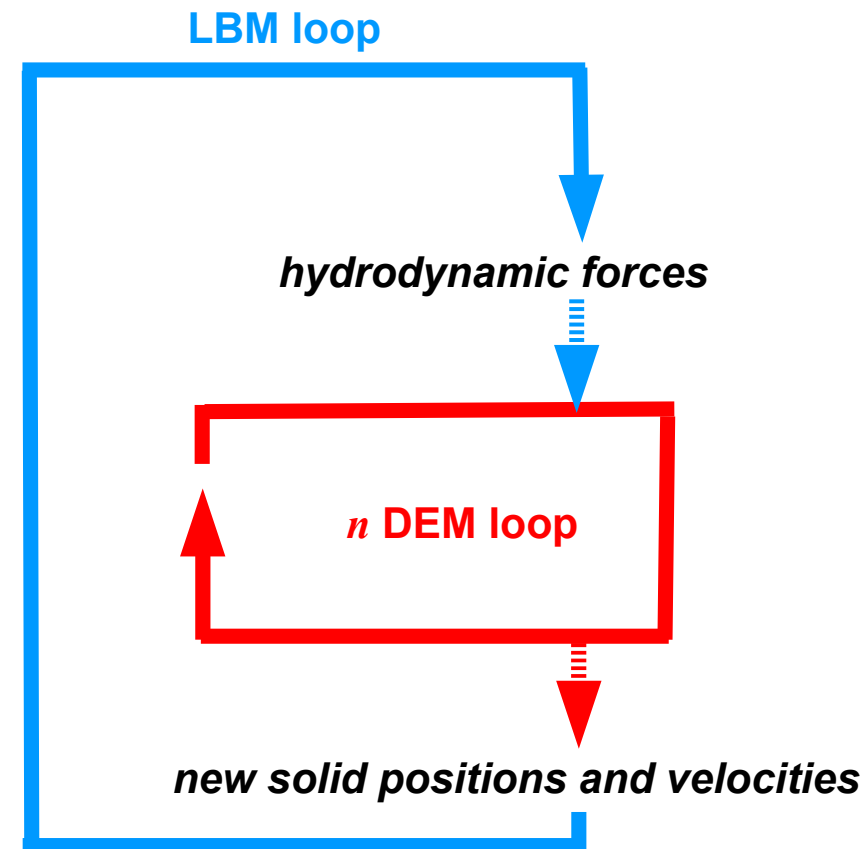 LBM loop
hydrodynamic forces
n DEM loop
new solid positions and velocities